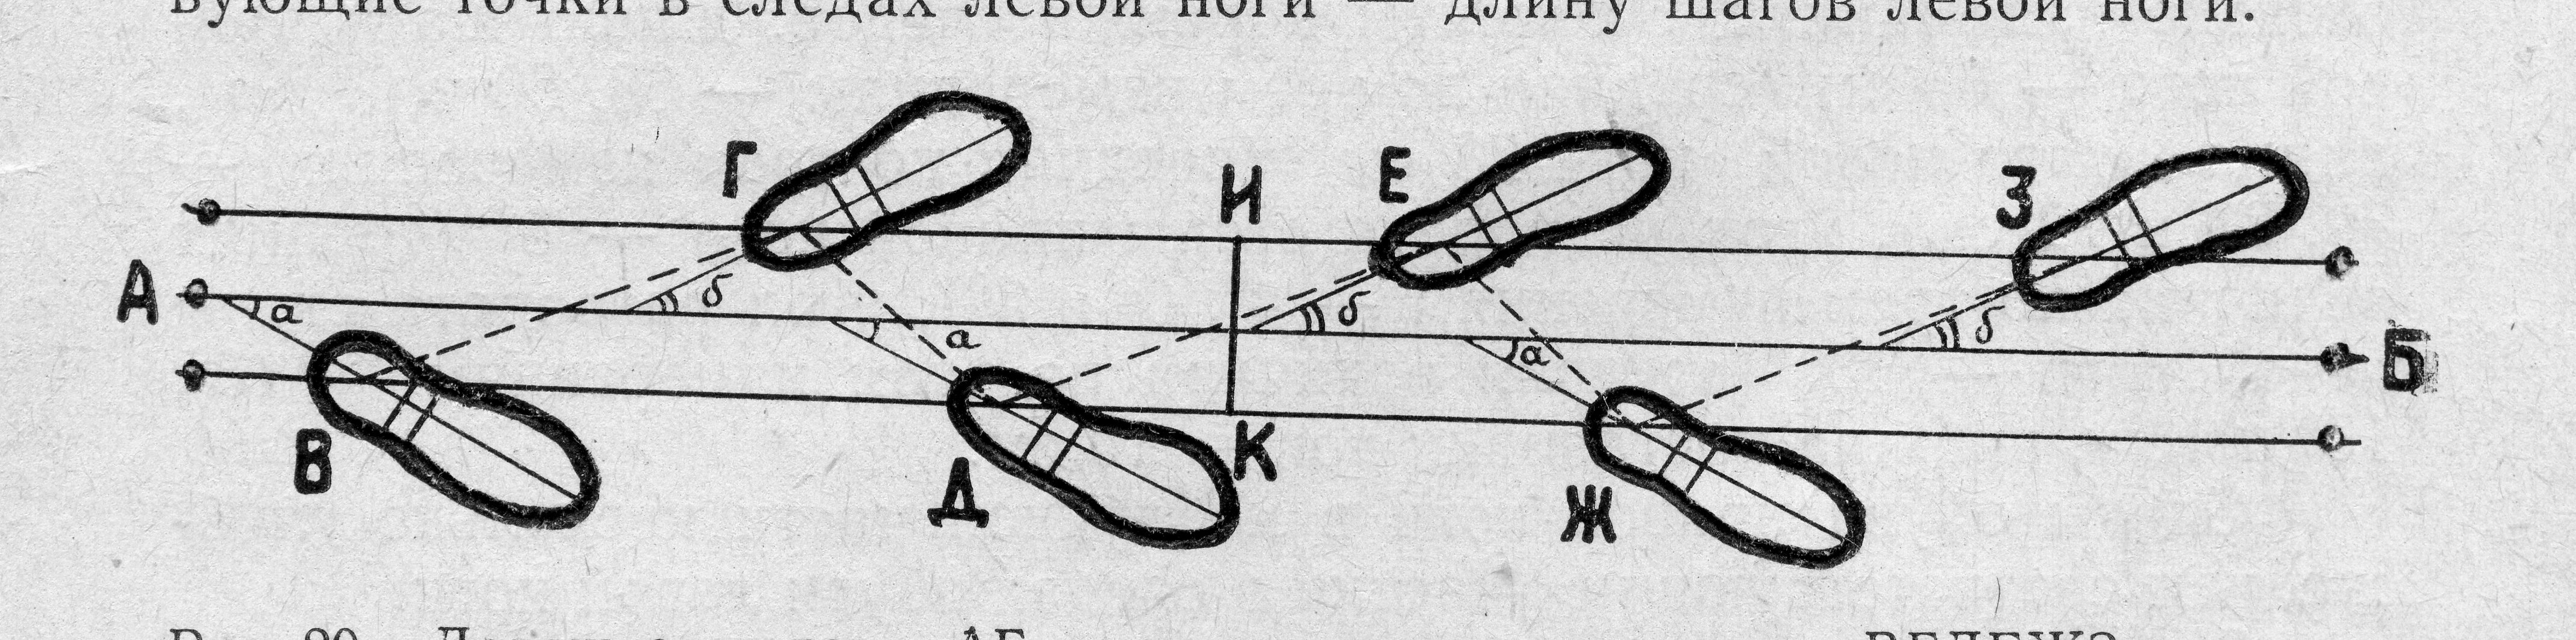 вующие точки в следах левой ноги — длину шагов левой ноги.
Г И Е З
А а б а б а б Б
В Д К Ж